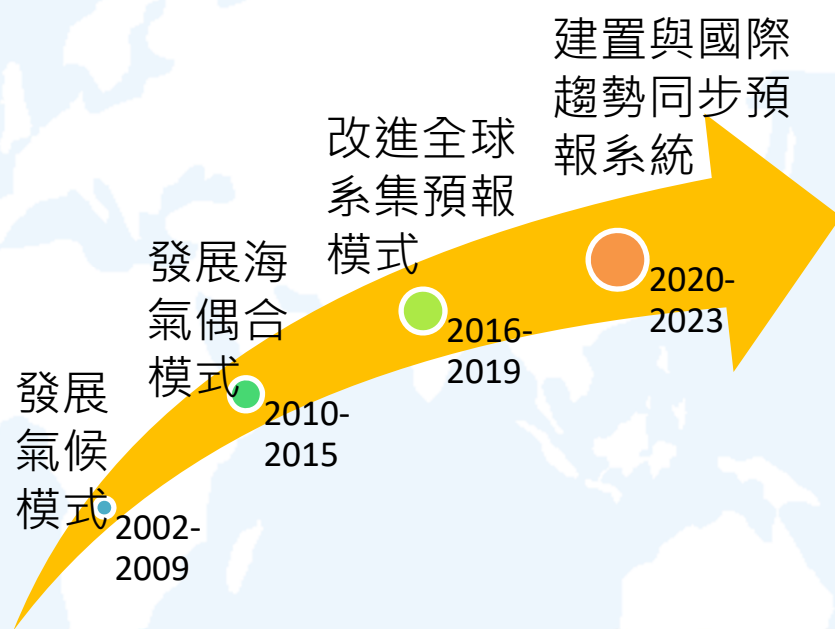 發展
氣候
模式
2002-
2009
發展海
氣偶合
模式
2010-
2015
改進全球
系集預報
模式
2016-
2019
建置與國際
趨勢同步預
報系統
2020-
2023